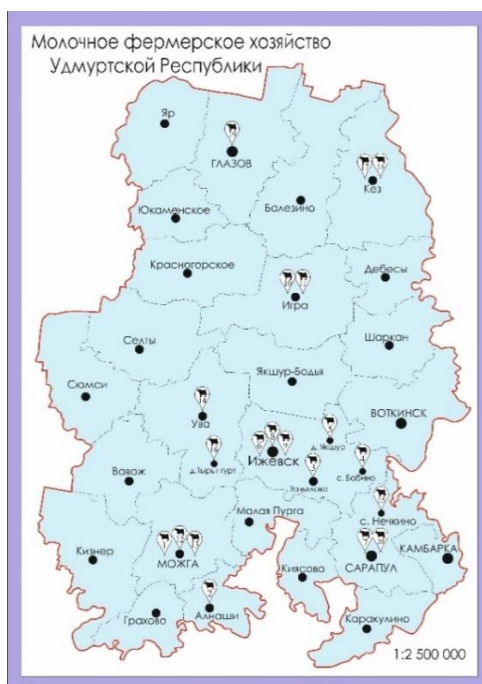 Молочное фермерское хозяйство
Удмуртской Республики
Яр
ГЛАЗОВ
Кез
Юкаменское
Балезино
Красногорское
Дебесы
Игра
Селты
Шаркан
Якшур-Бодья
Сюмси
Ува
ВОТКИНСК
д. Якшур
ИЖЕВСК
с. Бабино
Вавож
Малая Пурга
с. Нечкино
Кизнер
МОЖГА
САРАПУЛ
КАМБАРКА
Киясово
Алнаши
Грахово
Каракулино
1:2 500 000